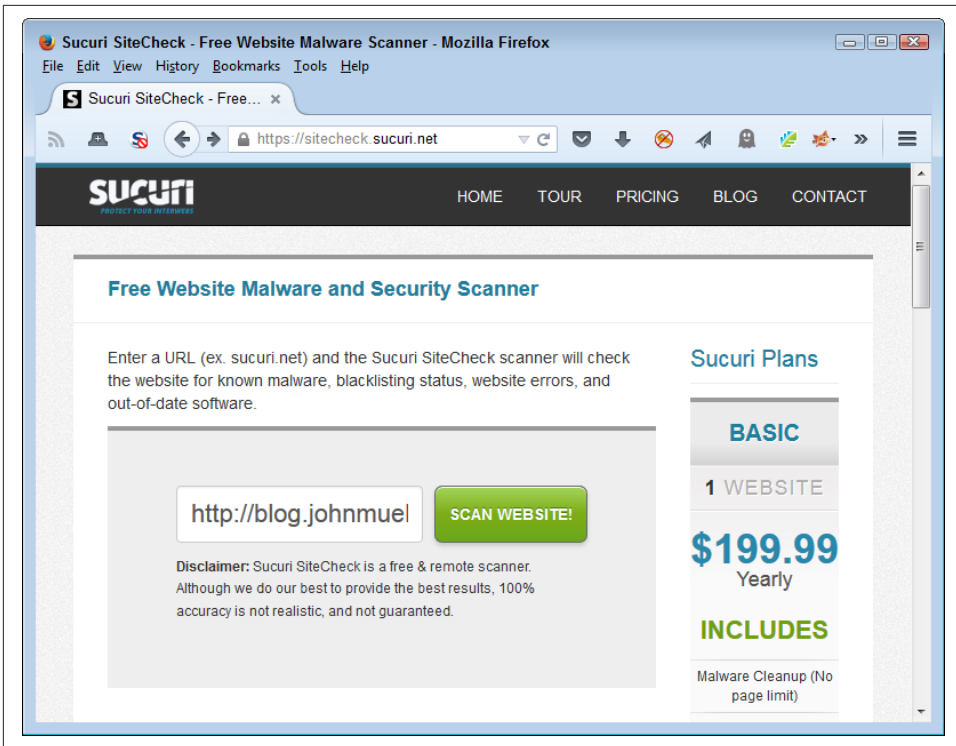 Sucuri SiteCheck - Free Website Malware Scanner - Mozilla Firefox
File Edit View History Bookmarks Tools Help
S Sucuri SiteCheck - Free... ×
https://sitecheck.sucuri.net
SUCURI
PROTECT YOUR INTERWEBS
HOME TOUR PRICING BLOG CONTACT
Free Website Malware and Security Scanner
Enter a URL (ex. sucuri.net) and the Sucuri SiteCheck scanner will check
the website for known malware, blacklisting status, website errors, and
out-of-date software.
http://blog.johnmuel
SCAN WEBSITE!
Disclaimer: Sucuri SiteCheck is a free & remote scanner.
Although we do our best to provide the best results, 100%
accuracy is not realistic, and not guaranteed.
Sucuri Plans
BASIC
1 WEBSITE
$199.99
Yearly
INCLUDES
Malware Cleanup (No
page limit)